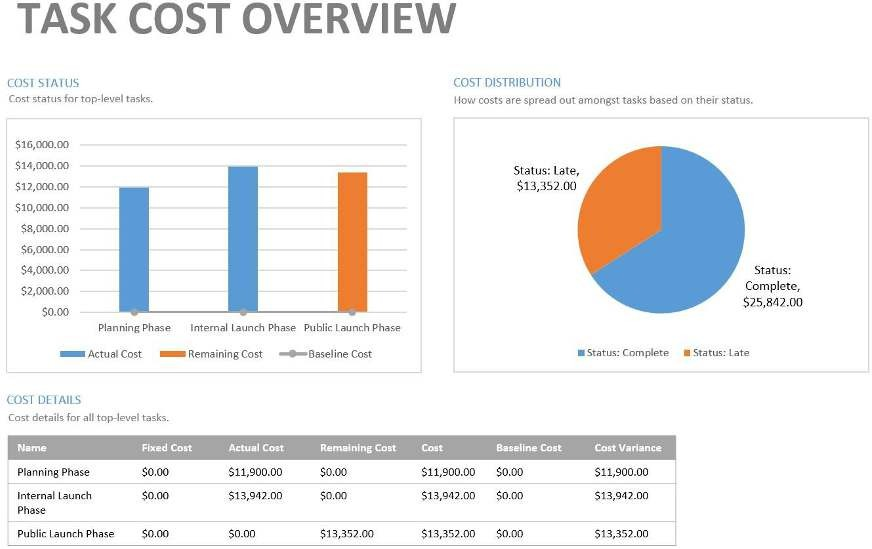 TASK COST OVERVIEW
COST STATUS
Cost status for top-level tasks.
$16,000.00
$14,000.00
$12,000.00
$10,000.00
$8,000.00
$6,000.00
$4,000.00
$2,000.00
$0.00
Planning Phase Internal Launch Phase Public Launch Phase
Actual Cost Remaining Cost Baseline Cost
COST DISTRIBUTION
How costs are spread out amongst tasks based on their status.
Status: Late,
$13,352.00
Status:
Complete,
$25,842.00
Status: Complete Status: Late
COST DETAILS
Cost details for all top-level tasks.
Name Fixed Cost Actual Cost Remaining Cost Cost Baseline Cost Cost Variance
Planning Phase $0.00 $11,900.00 $0.00 $11,900.00 $0.00 $11,900.00
Internal Launch $0.00 $13,942.00 $0.00 $13,942.00 $0.00 $13,942.00
Phase
Public Launch Phase $0.00 $0.00 $13,352.00 $13,352.00 $0.00 $13,352.00